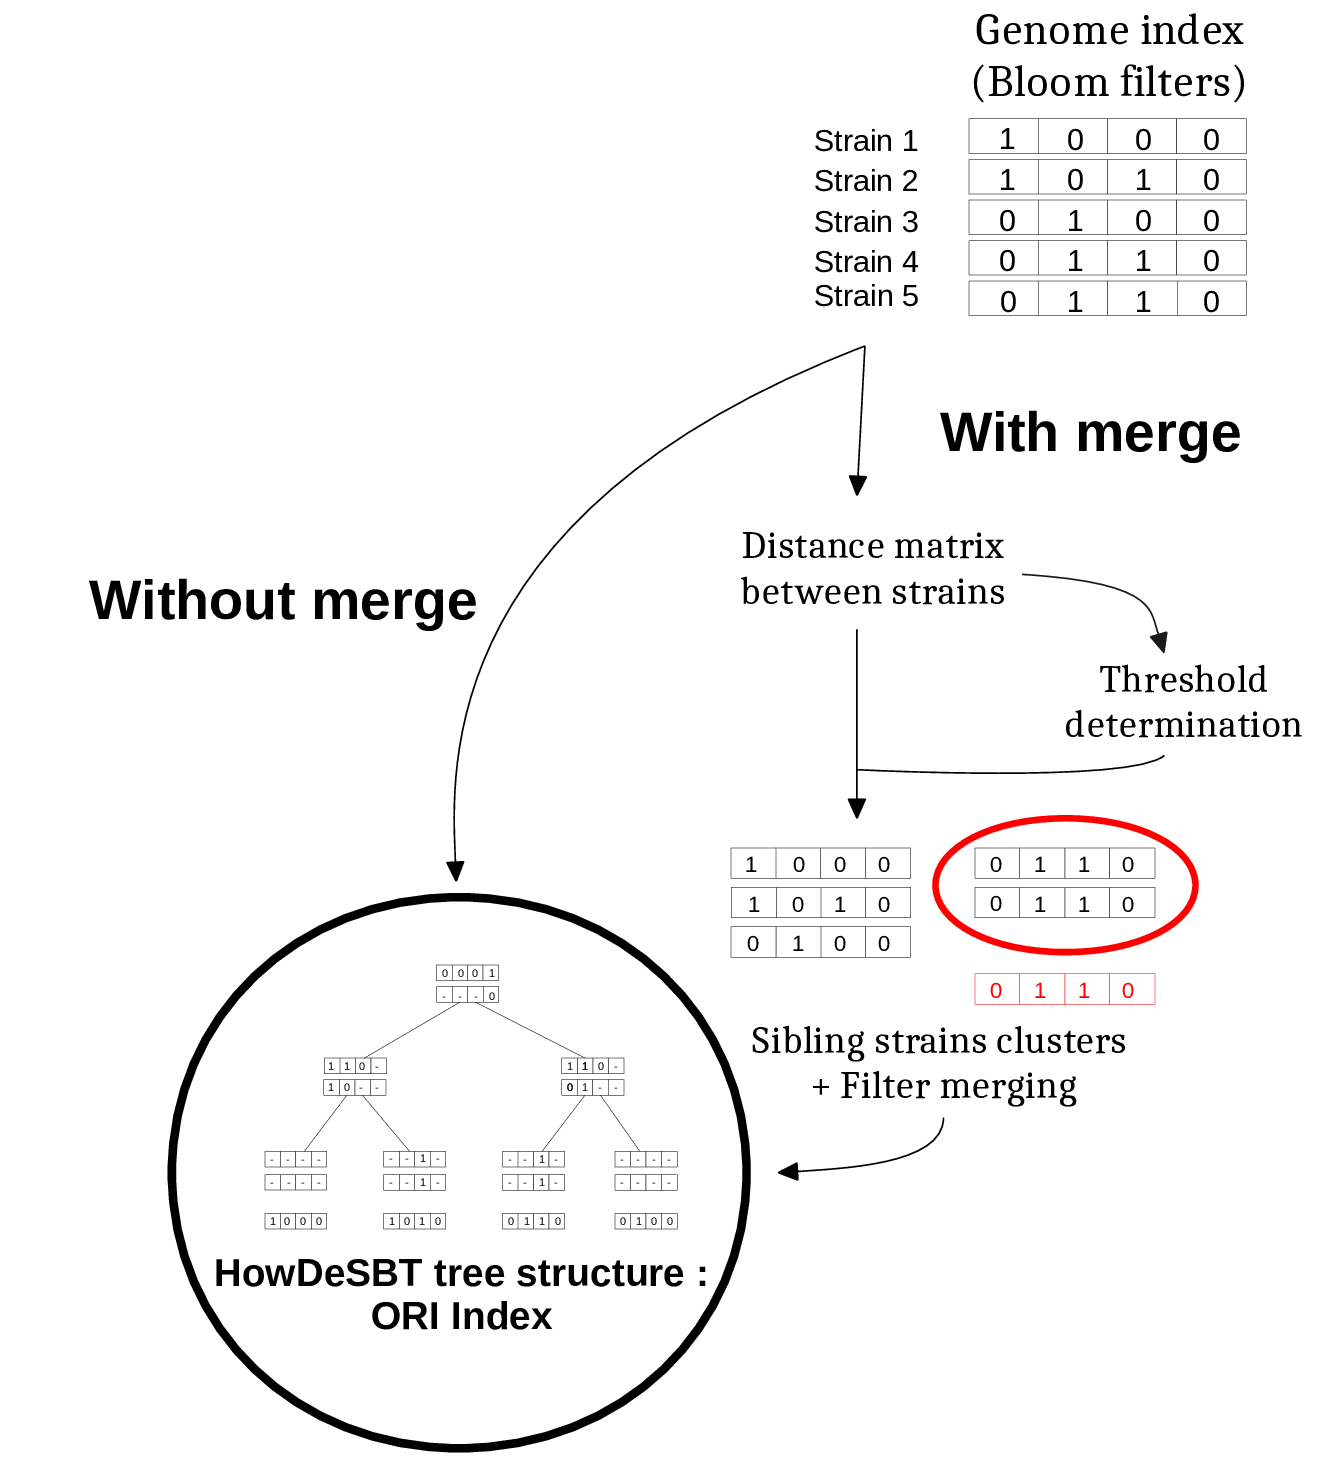 Genome index
(Bloom filters)
Strain 1 1 0 0 0
Strain 2 1 0 1 0
Strain 3 0 1 0 0
Strain 4 0 1 1 0
Strain 5 0 1 1 0
With merge
Distance matrix
between strains
Without merge
Threshold
determination
1 0 0 0
1 0 1 0
0 1 0 0
0 1 1 0
0 1 1 0
0 1 1 0
Sibling strains clusters
+ Filter merging
0 0 0 1
- - - 0
1 1 0 -
1 0 - -
1 1 0 -
0 1 - -
- - - -
- - - -
1 0 0 0
- - 1 -
- - 1 -
1 0 1 0
- - 1 -
- - 1 -
0 1 1 0
- - - -
- - - -
0 1 0 0
HowDeSBT tree structure :
ORI Index